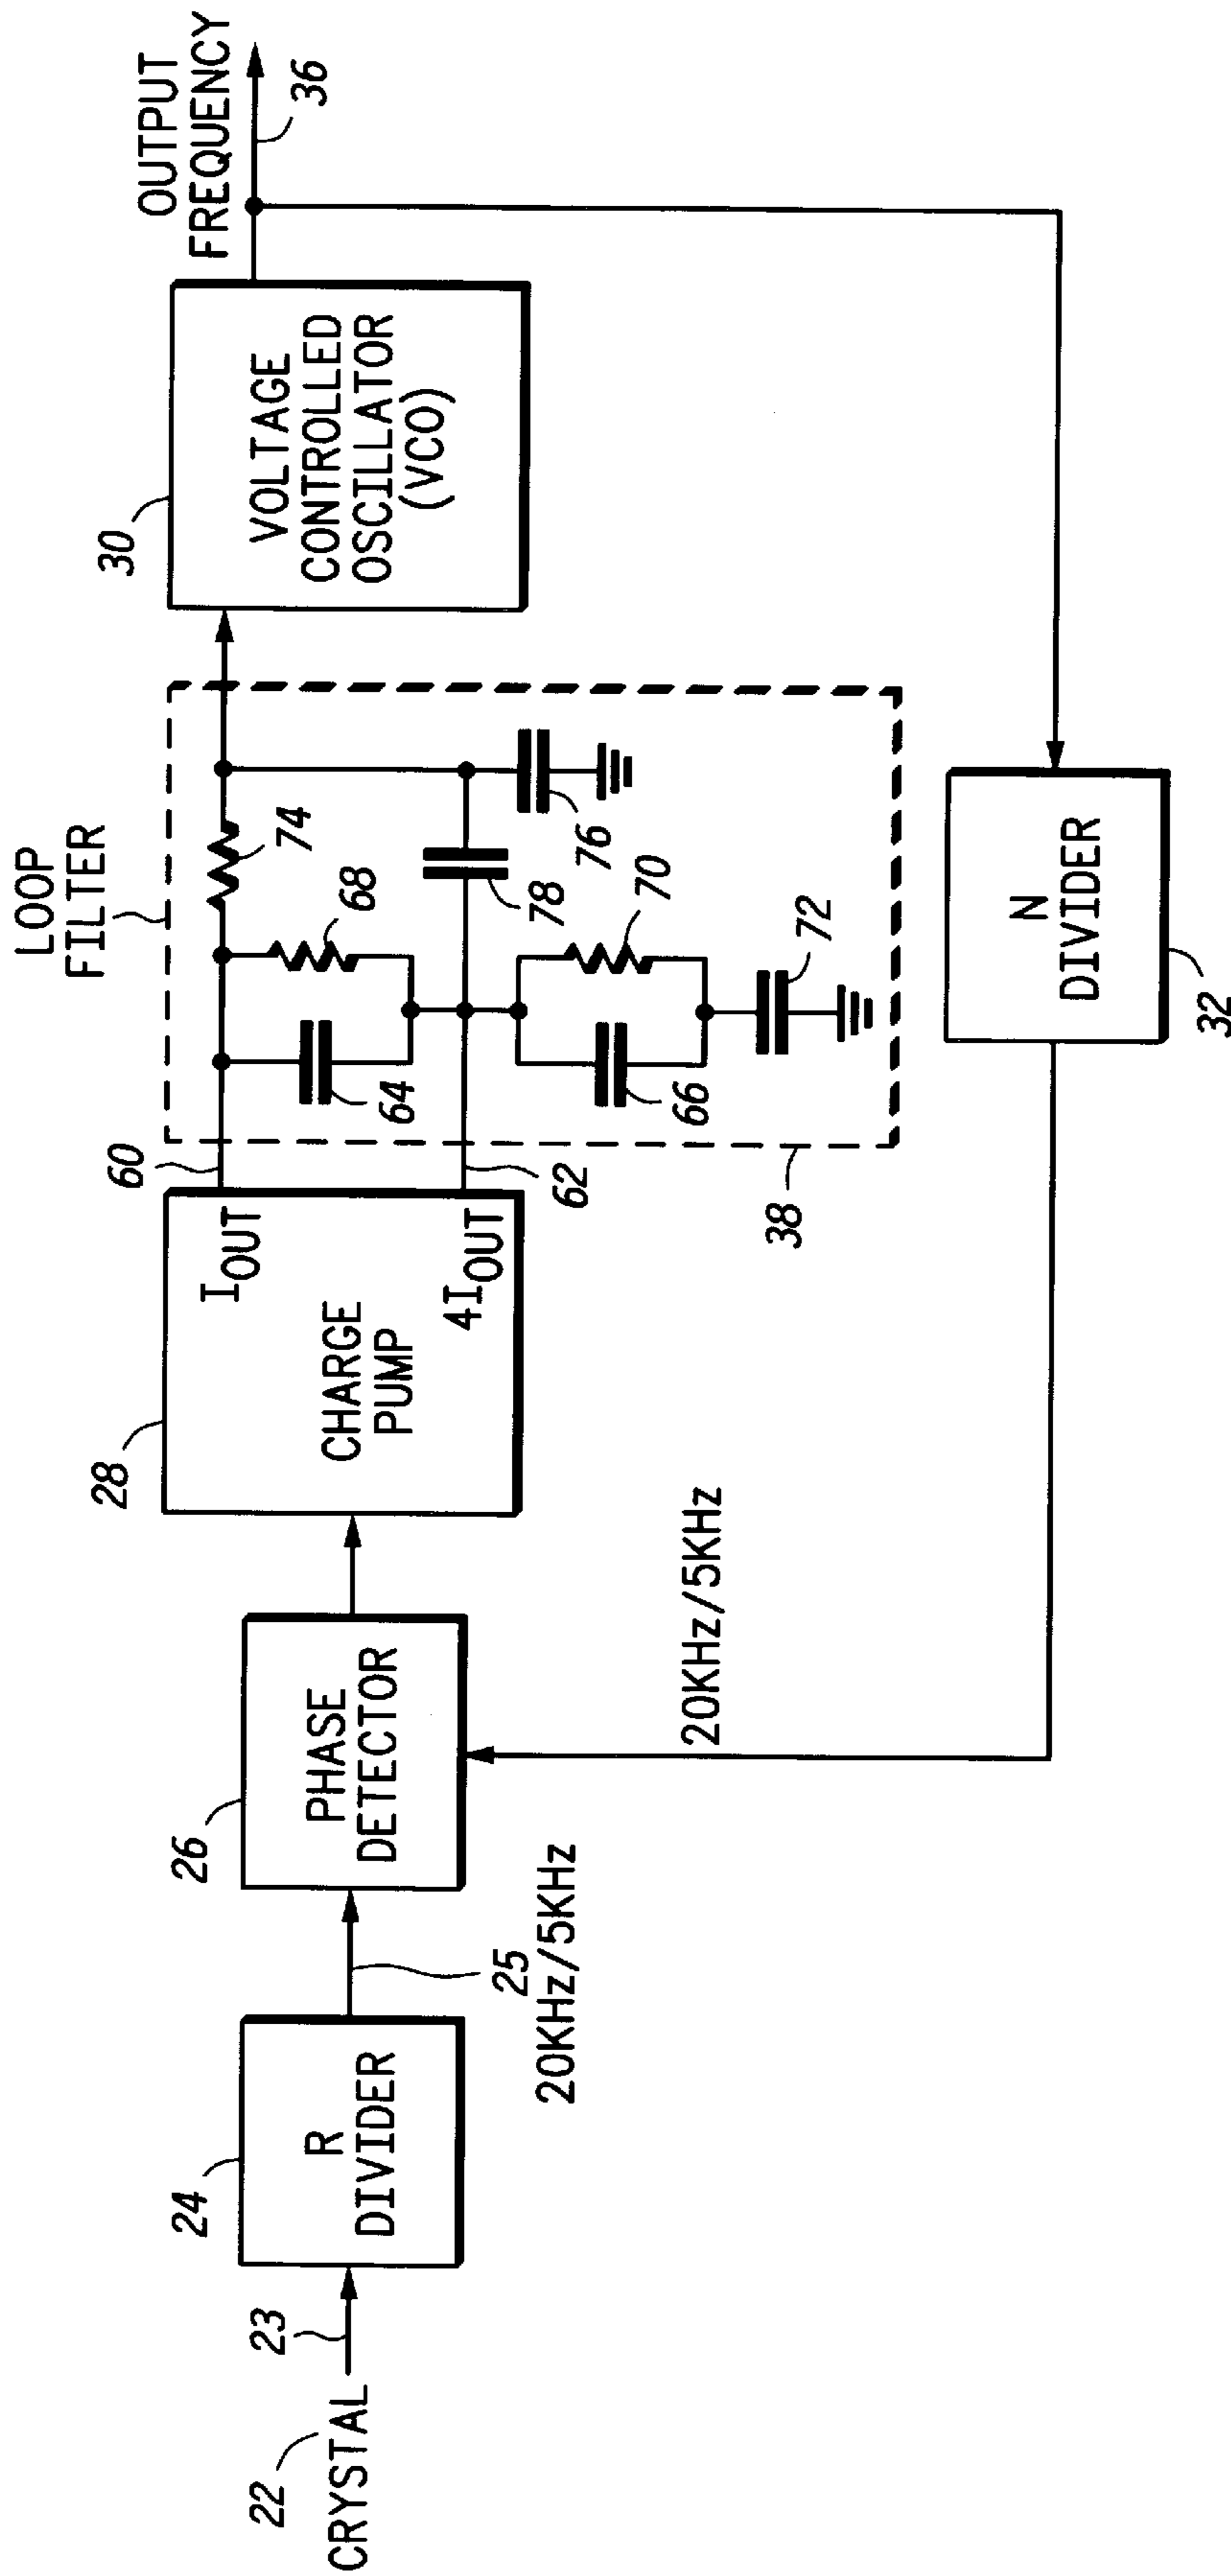 22
CRYSTAL
23
24
R
DIVIDER
25
20KHz/5KHz
26
PHASE
DETECTOR
20KHz/5KHz
28
CHARGE
PUMP
IOUT
4IOUT
60
62
LOOP
FILTER
38
64
68
74
66
70
72
78
76
30
VOLTAGE
CONTROLLED
OSCILLATOR
(VCO)
OUTPUT
FREQUENCY
36
N
DIVIDER
32